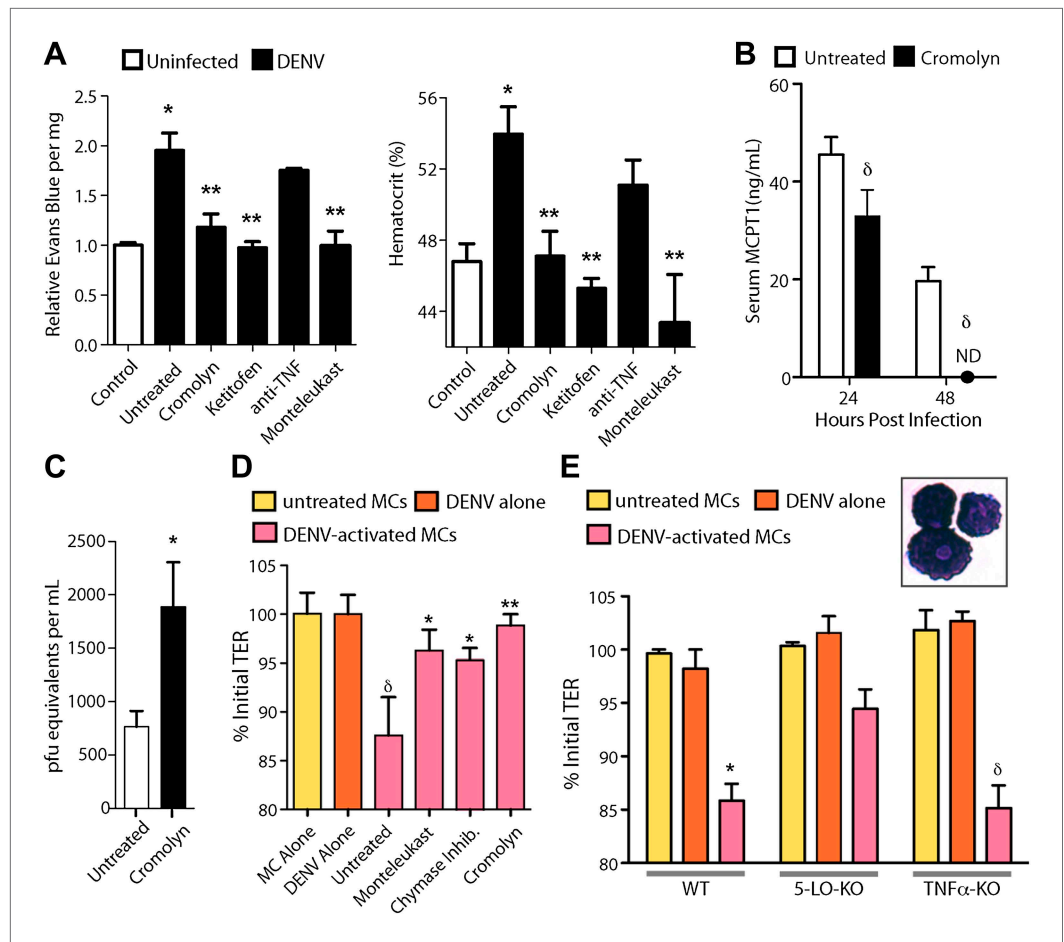 A
Uninfected
DENV
Relative Evans Blue per mg
2.5
2.0
1.5
1.0
0.5
0.0
*
**
**
**
Control
Untreated
Cromolyn
Ketitofen
anti-TNF
Monteleukast
Hematocrit (%)
56
52
48
44
*
**
**
**
Control
Untreated
Cromolyn
Ketitofen
anti-TNF
Monteleukast
B
Untreated
Cromolyn
Serum MCPT1(ng/mL)
60
40
20
0
δ
δ
ND
24
48
Hours Post Infection
C
pfu equivalents per mL
2500
2000
1500
1000
500
0
*
Untreated
Cromolyn
D
untreated MCs
DENV alone
DENV-activated MCs
% Initial TER
105
100
95
90
85
80
δ
*
*
**
MC Alone
DENV Alone
Untreated
Monteleukast
Chymase Inhib.
Cromolyn
E
untreated MCs
DENV alone
DENV-activated MCs
% Initial TER
105
100
95
90
85
80
*
δ
WT
5-LO-KO
TNFα-KO